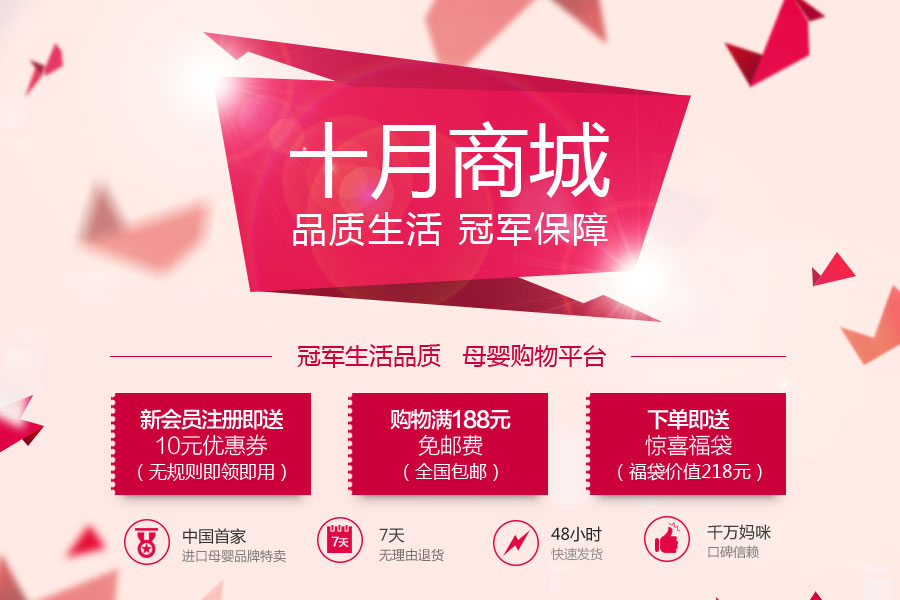 十月商城
品质生活 冠军保障
冠军生活品质 母婴购物平台
新会员注册即送
10元优惠券
（无规则即领即用）
购物满188元
免邮费
（全国包邮）
下单即送
惊喜福袋
（福袋价值218元）
中国首家
进口母婴品牌特卖
7天
7天
无理由退货
48小时
快速发货
千万妈咪
口碑信赖